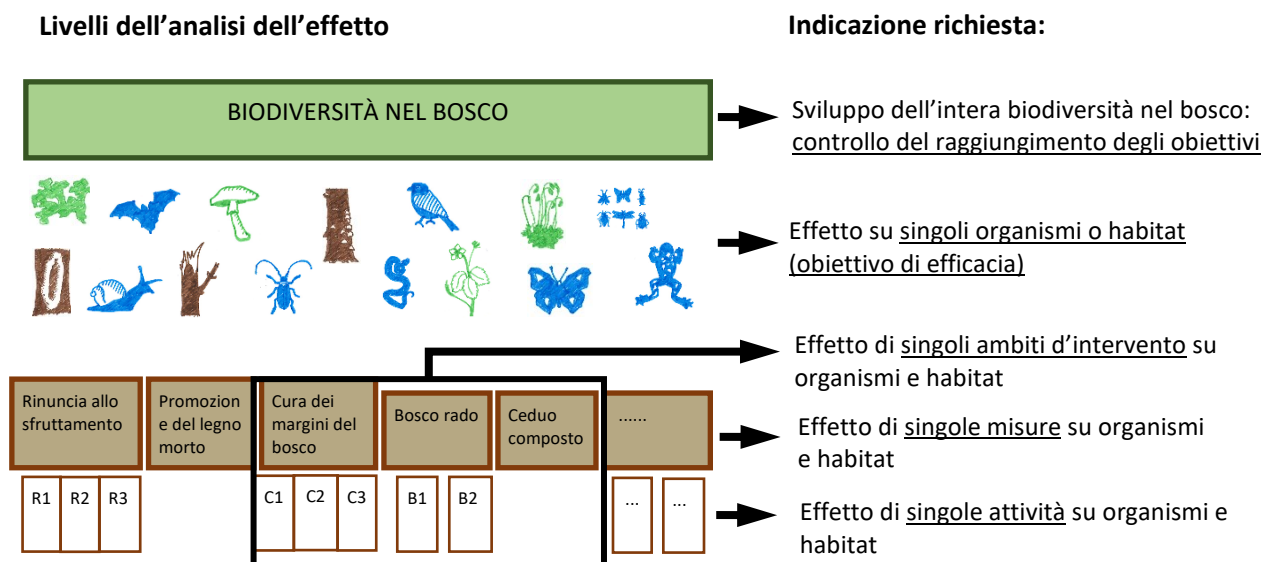 Livelli dell'analisi dell'effetto
Indicazione richiesta:
BIODIVERSITÀ NEL BOSCO
Sviluppo dell'intera biodiversità nel bosco:
controllo del raggiungimento degli obiettivi
Effetto su singoli organismi o habitat
(obiettivo di efficacia)
Effetto di singoli ambiti d'intervento su
organismi e habitat
Rinuncia allo
sfruttamento
Promozion
e del legno
morto
Cura dei
margini del
bosco
Bosco rado
Ceduo
composto
......
Effetto di singole misure su organismi
e habitat
R1
R2
R3
C1
C2
C3
B1
B2
...
...
Effetto di singole attività su organismi e
habitat